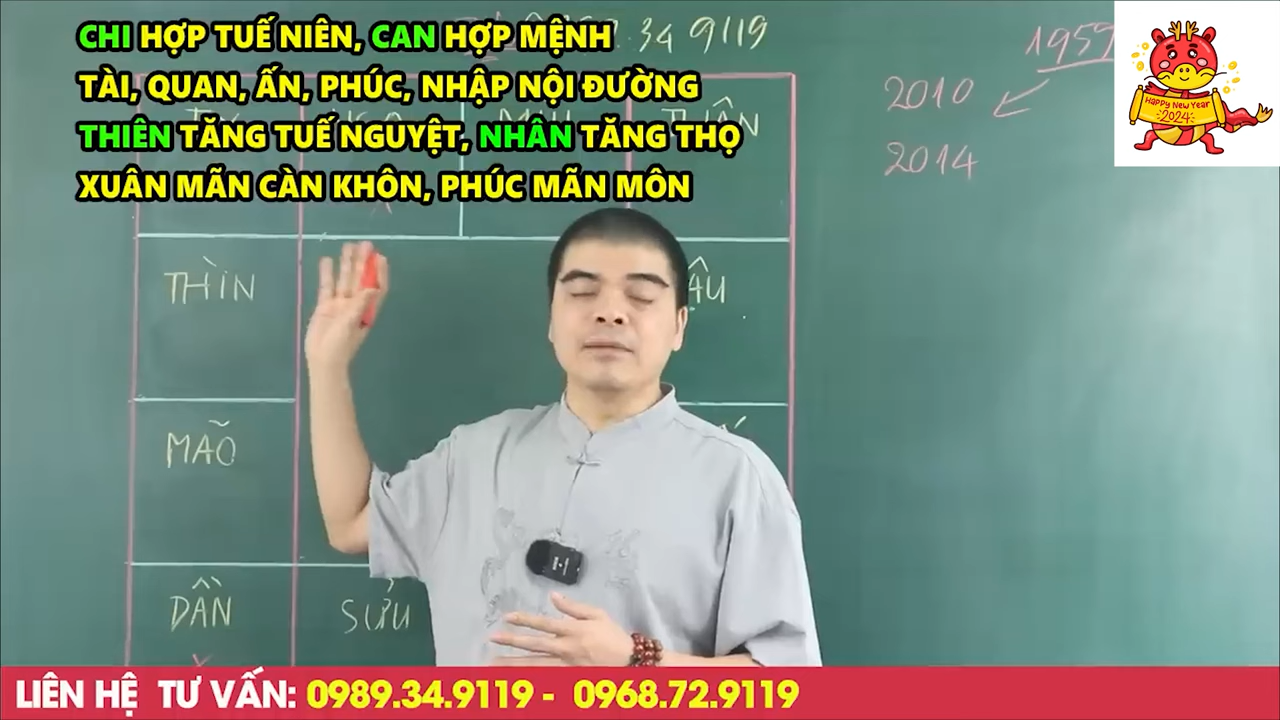 CHI HỢP TUẾ NIÊN, CAN HỢP MỆNH
TÀI, QUAN, ẤN, PHÚC, NHẬP NỘI ĐƯỜNG
THIÊN TĂNG TUẾ NGUYỆT, NHÂN TĂNG THỌ
XUÂN MÃN CÀN KHÔN, PHÚC MÃN MÔN
34 9119
1959
2010
2014
Happy New Year
2024
THÌN
MÃO
DẦN
SỬU
LIÊN HỆ TƯ VẤN: 0989.34.9119 - 0968.72.9119